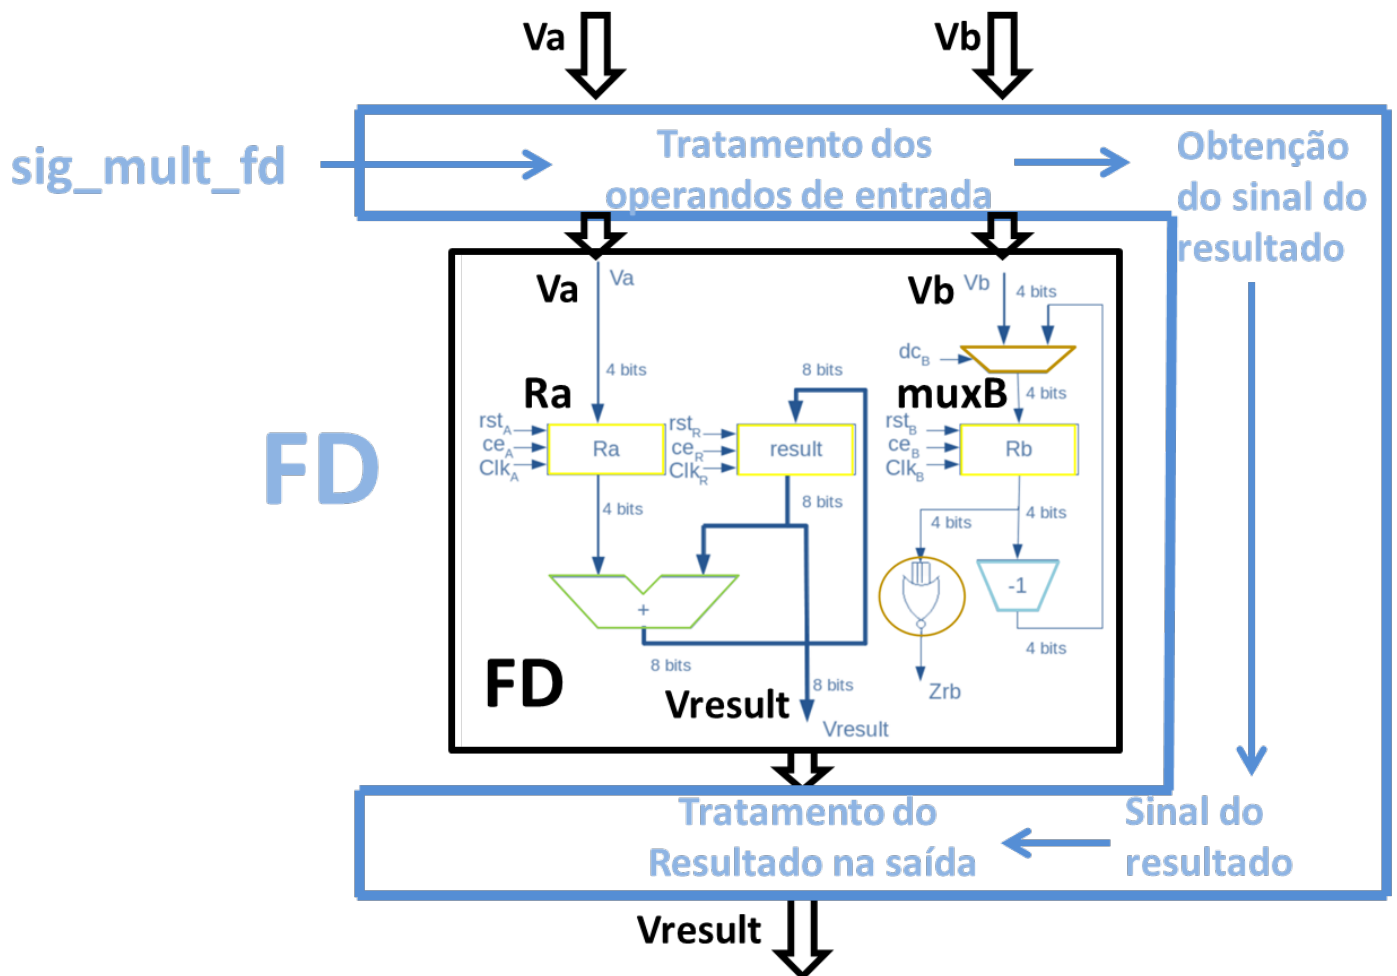 Va
Vb
sig_mult_fd
Tratamento dos
operandos de entrada
Obtenção
do sinal do
resultado
Va
Va
Vb
Vb
4 bits
dcB
4 bits
8 bits
muxB
4 bits
Ra
rstA
ceA
ClkA
Ra
rstR
ceR
ClkR
result
rstB
ceB
ClkB
Rb
FD
4 bits
8 bits
4 bits
4 bits
-1
+
4 bits
8 bits
FD
8 bits
Zrb
Vresult
Vresult
Tratamento do
Resultado na saída
Sinal do
resultado
Vresult